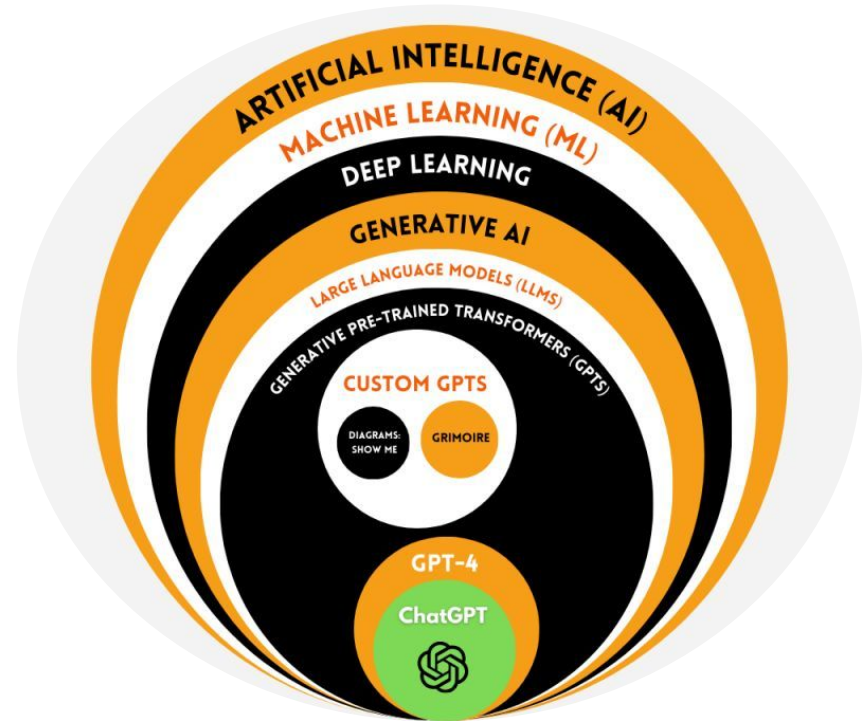 ARTIFICIAL INTELLIGENCE (AI)
MACHINE LEARNING (ML)
DEEP LEARNING
GENERATIVE AI
LARGE LANGUAGE MODELS (LLMS)
GENERATIVE PRE-TRAINED TRANSFORMERS (GPTS)
CUSTOM GPTS
DIAGRAMS:
SHOW ME
GRIMOIRE
GPT-4
ChatGPT